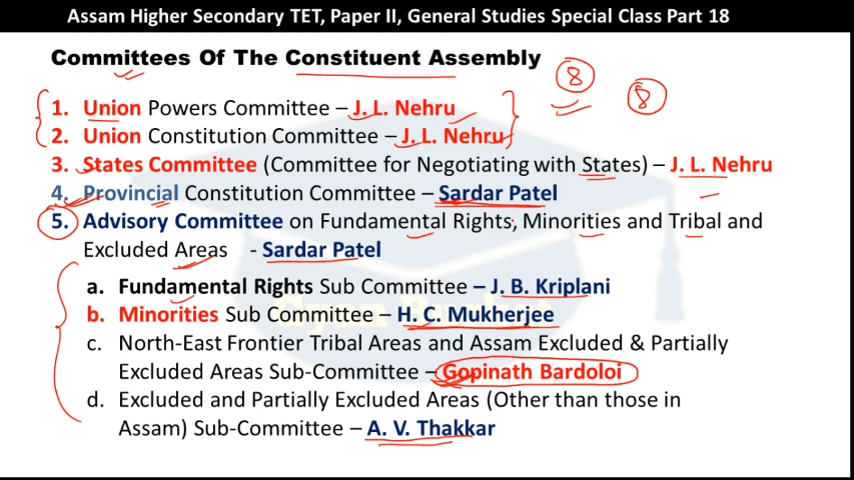 Assam Higher Secondary TET, Paper II, General Studies Special Class Part 18
Committees Of The Constituent Assembly
8
8
1. Union Powers Committee – J. L. Nehru
2. Union Constitution Committee – J. L. Nehru
3. States Committee (Committee for Negotiating with States) – J. L. Nehru
4. Provincial Constitution Committee – Sardar Patel
5. Advisory Committee on Fundamental Rights, Minorities and Tribal and
Excluded Areas - Sardar Patel
a. Fundamental Rights Sub Committee – J. B. Kriplani
b. Minorities Sub Committee – H. C. Mukherjee
c. North-East Frontier Tribal Areas and Assam Excluded & Partially
Excluded Areas Sub-Committee – Gopinath Bardoloi
d. Excluded and Partially Excluded Areas (Other than those in
Assam) Sub-Committee – A. V. Thakkar